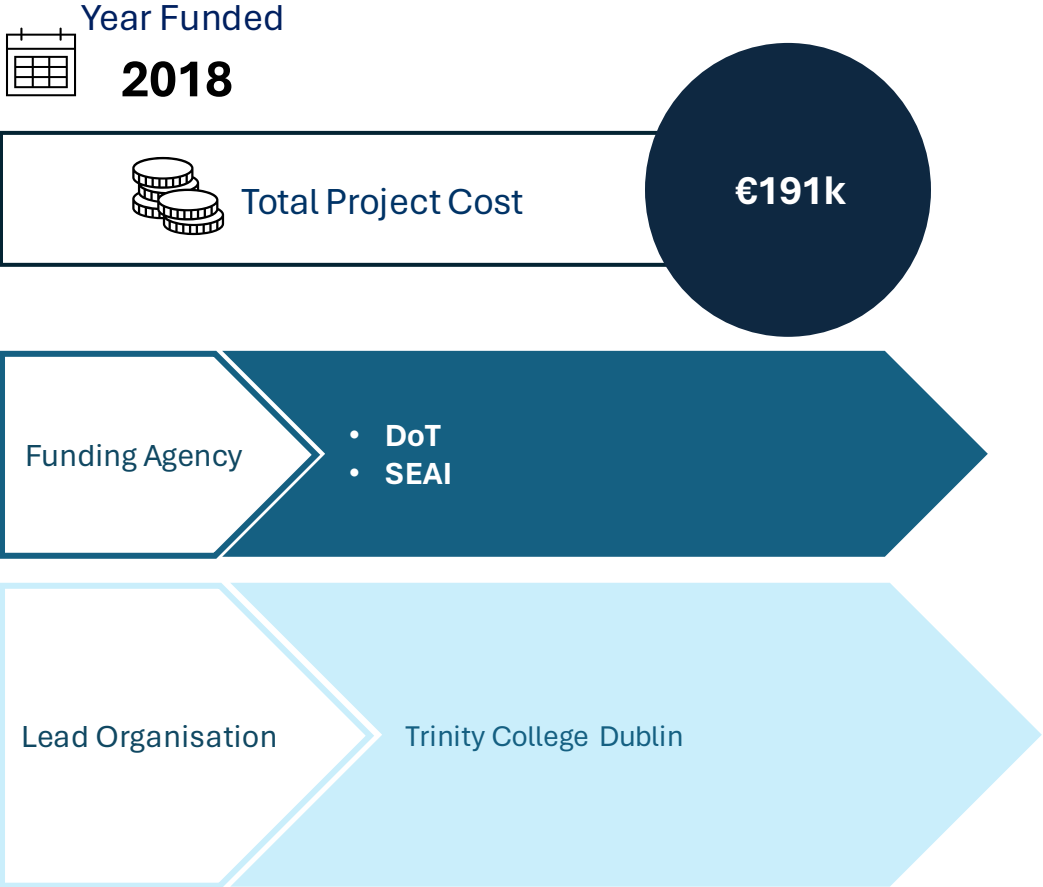 Year Funded
2018
Total Project Cost
€191k
Funding Agency
• DoT
• SEAI
Lead Organisation
Trinity College Dublin